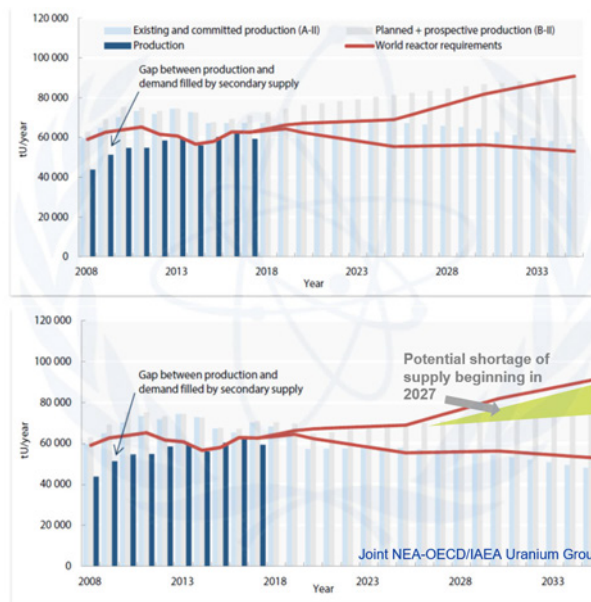 120 000
100 000
80 000
60 000
40 000
20 000
0
tU/year
Existing and committed production (A-II)
Planned + prospective production (B-II)
Production
World reactor requirements
Gap between production and
demand filled by secondary supply
2008
2013
2018
2023
2028
2033
Year
120 000
100 000
80 000
60 000
40 000
20 000
0
tU/year
Gap between production and
demand filled by secondary supply
Potential shortage of
supply beginning in
2027
Joint NEA-OECD/IAEA Uranium Grou
2008
2013
2018
2023
2028
2033
Year